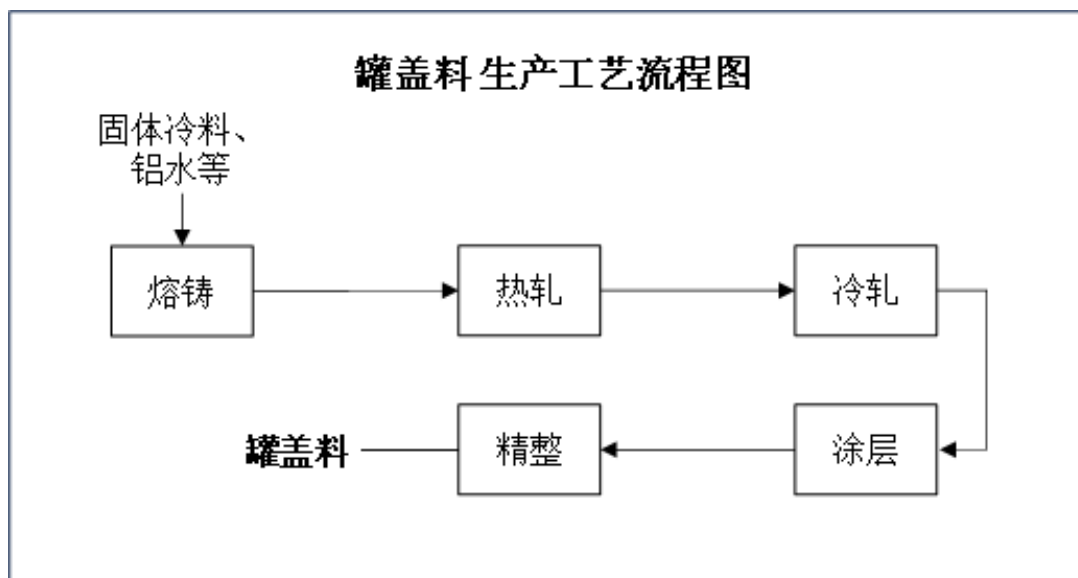 罐盖料 生产工艺流程图
固体冷料、
铝水等
熔铸
热轧
冷轧
罐盖料
精整
涂层